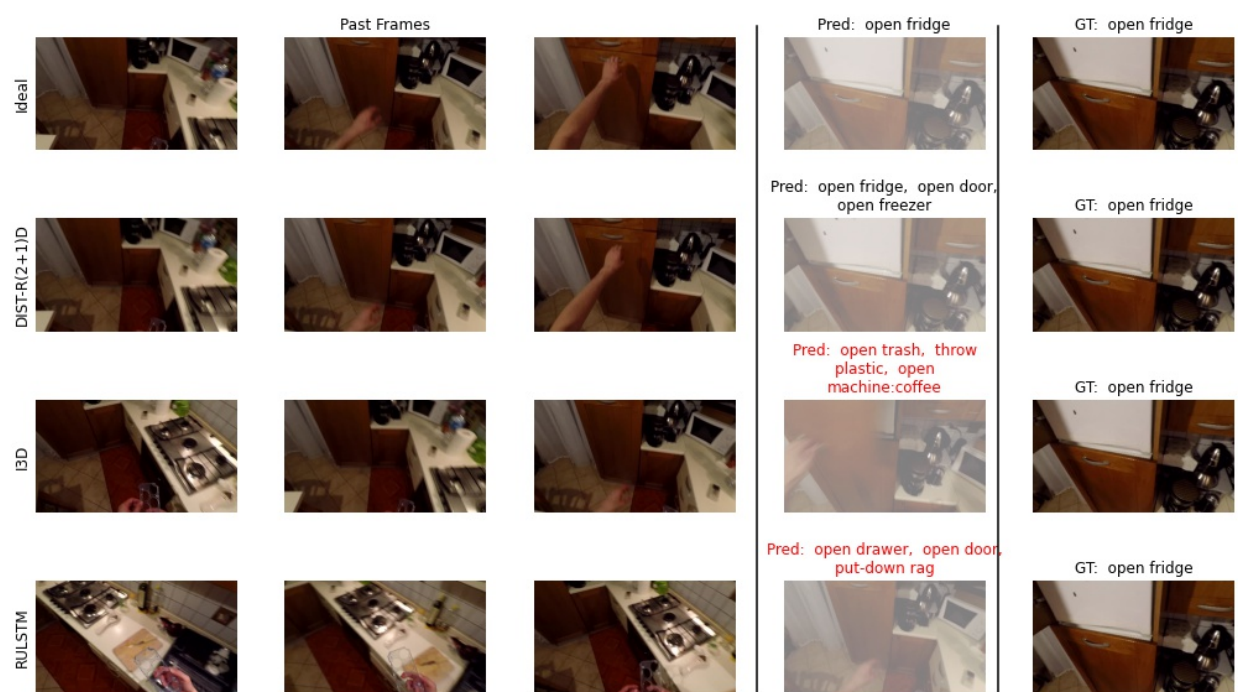 Past Frames
Pred: open fridge
GT: open fridge
Ideal
Pred: open fridge, open door,
open freezer
GT: open fridge
DIST-R(2+1)D
Pred: open trash, throw
plastic, open
machine:coffee
GT: open fridge
I3D
Pred: open drawer, open door,
put-down rag
GT: open fridge
RULSTM